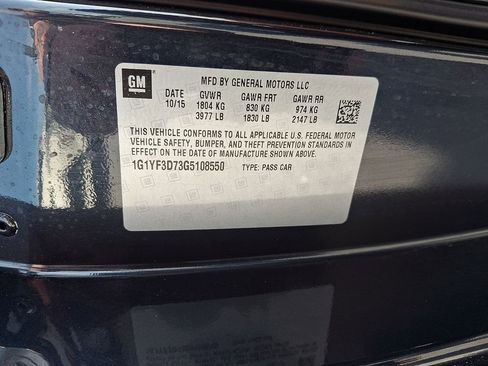 GM
MFD BY GENERAL MOTORS LLC
DATE GVWR GAWR FRT GAWR RR
10/15 1804 KG 830 KG 974 KG
3977 LB 1830 LB 2147 LB
THIS VEHICLE CONFORMS TO ALL APPLICABLE U.S. FEDERAL MOTOR
VEHICLE SAFETY, BUMPER, AND THEFT PREVENTION STANDARDS
IN EFFECT ON THE DATE OF MANUFACTURE SHOWN ABOVE.
1G1YF3D73G5108550 TYPE: PASS CAR